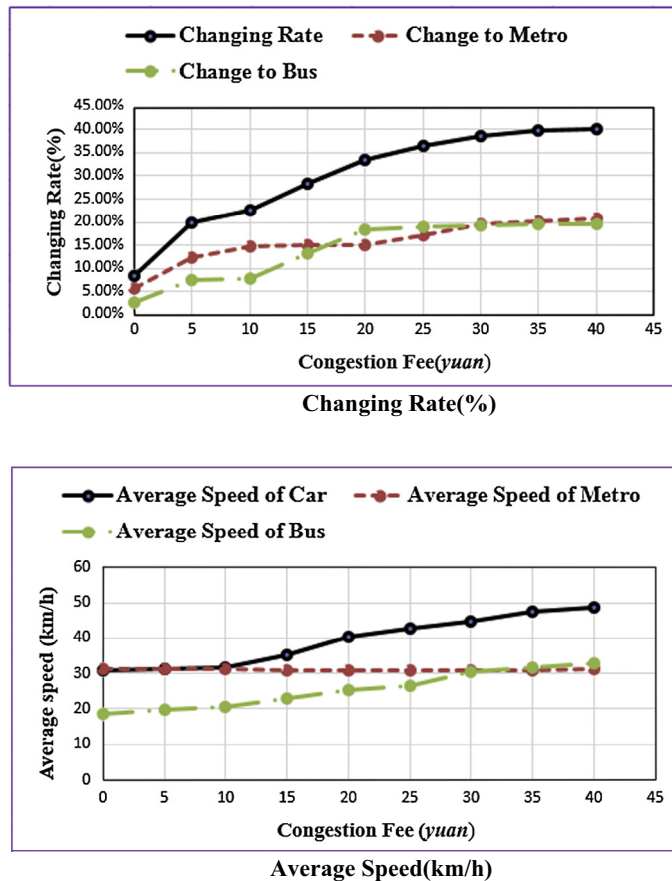 Changing Rate
Change to Metro
Change to Bus
45.00%
40.00%
35.00%
30.00%
25.00%
20.00%
15.00%
10.00%
5.00%
0.00%
Changing Rate(%)
0 5 10 15 20 25 30 35 40 45
Congestion Fee(yuan)
Changing Rate(%)
Average Speed of Car
Average Speed of Metro
Average Speed of Bus
60
50
40
30
20
10
0
Average speed (km/h)
0 5 10 15 20 25 30 35 40 45
Congestion Fee (yuan)
Average Speed(km/h)